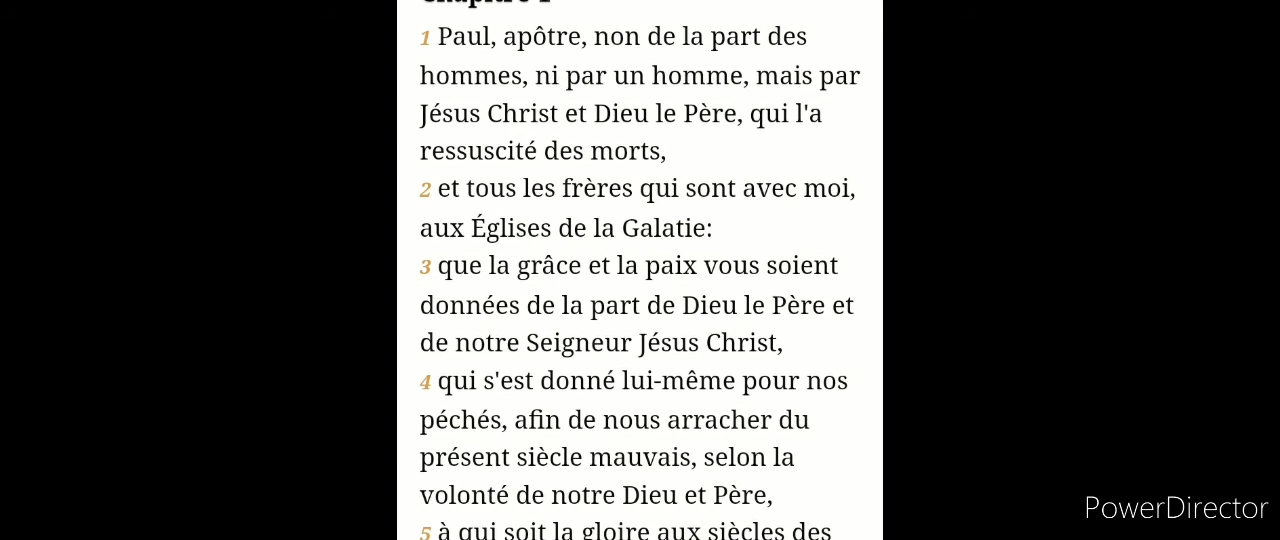 Chapitre 1
1 Paul, apôtre, non de la part des
hommes, ni par un homme, mais par
Jésus Christ et Dieu le Père, qui l'a
ressuscité des morts,
2 et tous les frères qui sont avec moi,
aux Églises de la Galatie:
3 que la grâce et la paix vous soient
données de la part de Dieu le Père et
de notre Seigneur Jésus Christ,
4 qui s'est donné lui-même pour nos
péchés, afin de nous arracher du
présent siècle mauvais, selon la
volonté de notre Dieu et Père,
5 à qui soit la gloire aux siècles des
PowerDirector